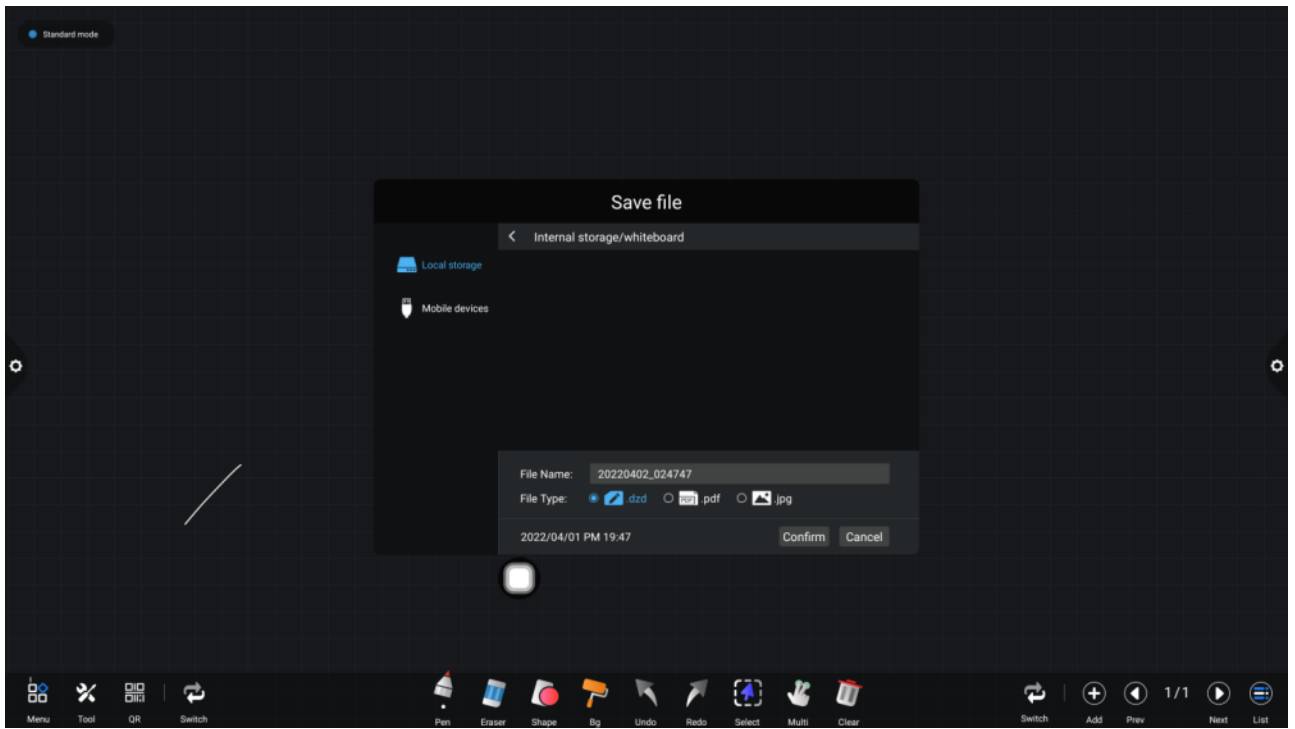 Standard mode
Save file
Internal storage/whiteboard
Local storage
Mobile devices
File Name: 20220402_024747
File Type: .dzd PDF .pdf .jpg
2022/04/01 PM 19:47 Confirm Cancel
1/1
Menu Tool QR Switch Pen Eraser Shape Bg Undo Redo Select Multi Clear Switch Add Prev Next List